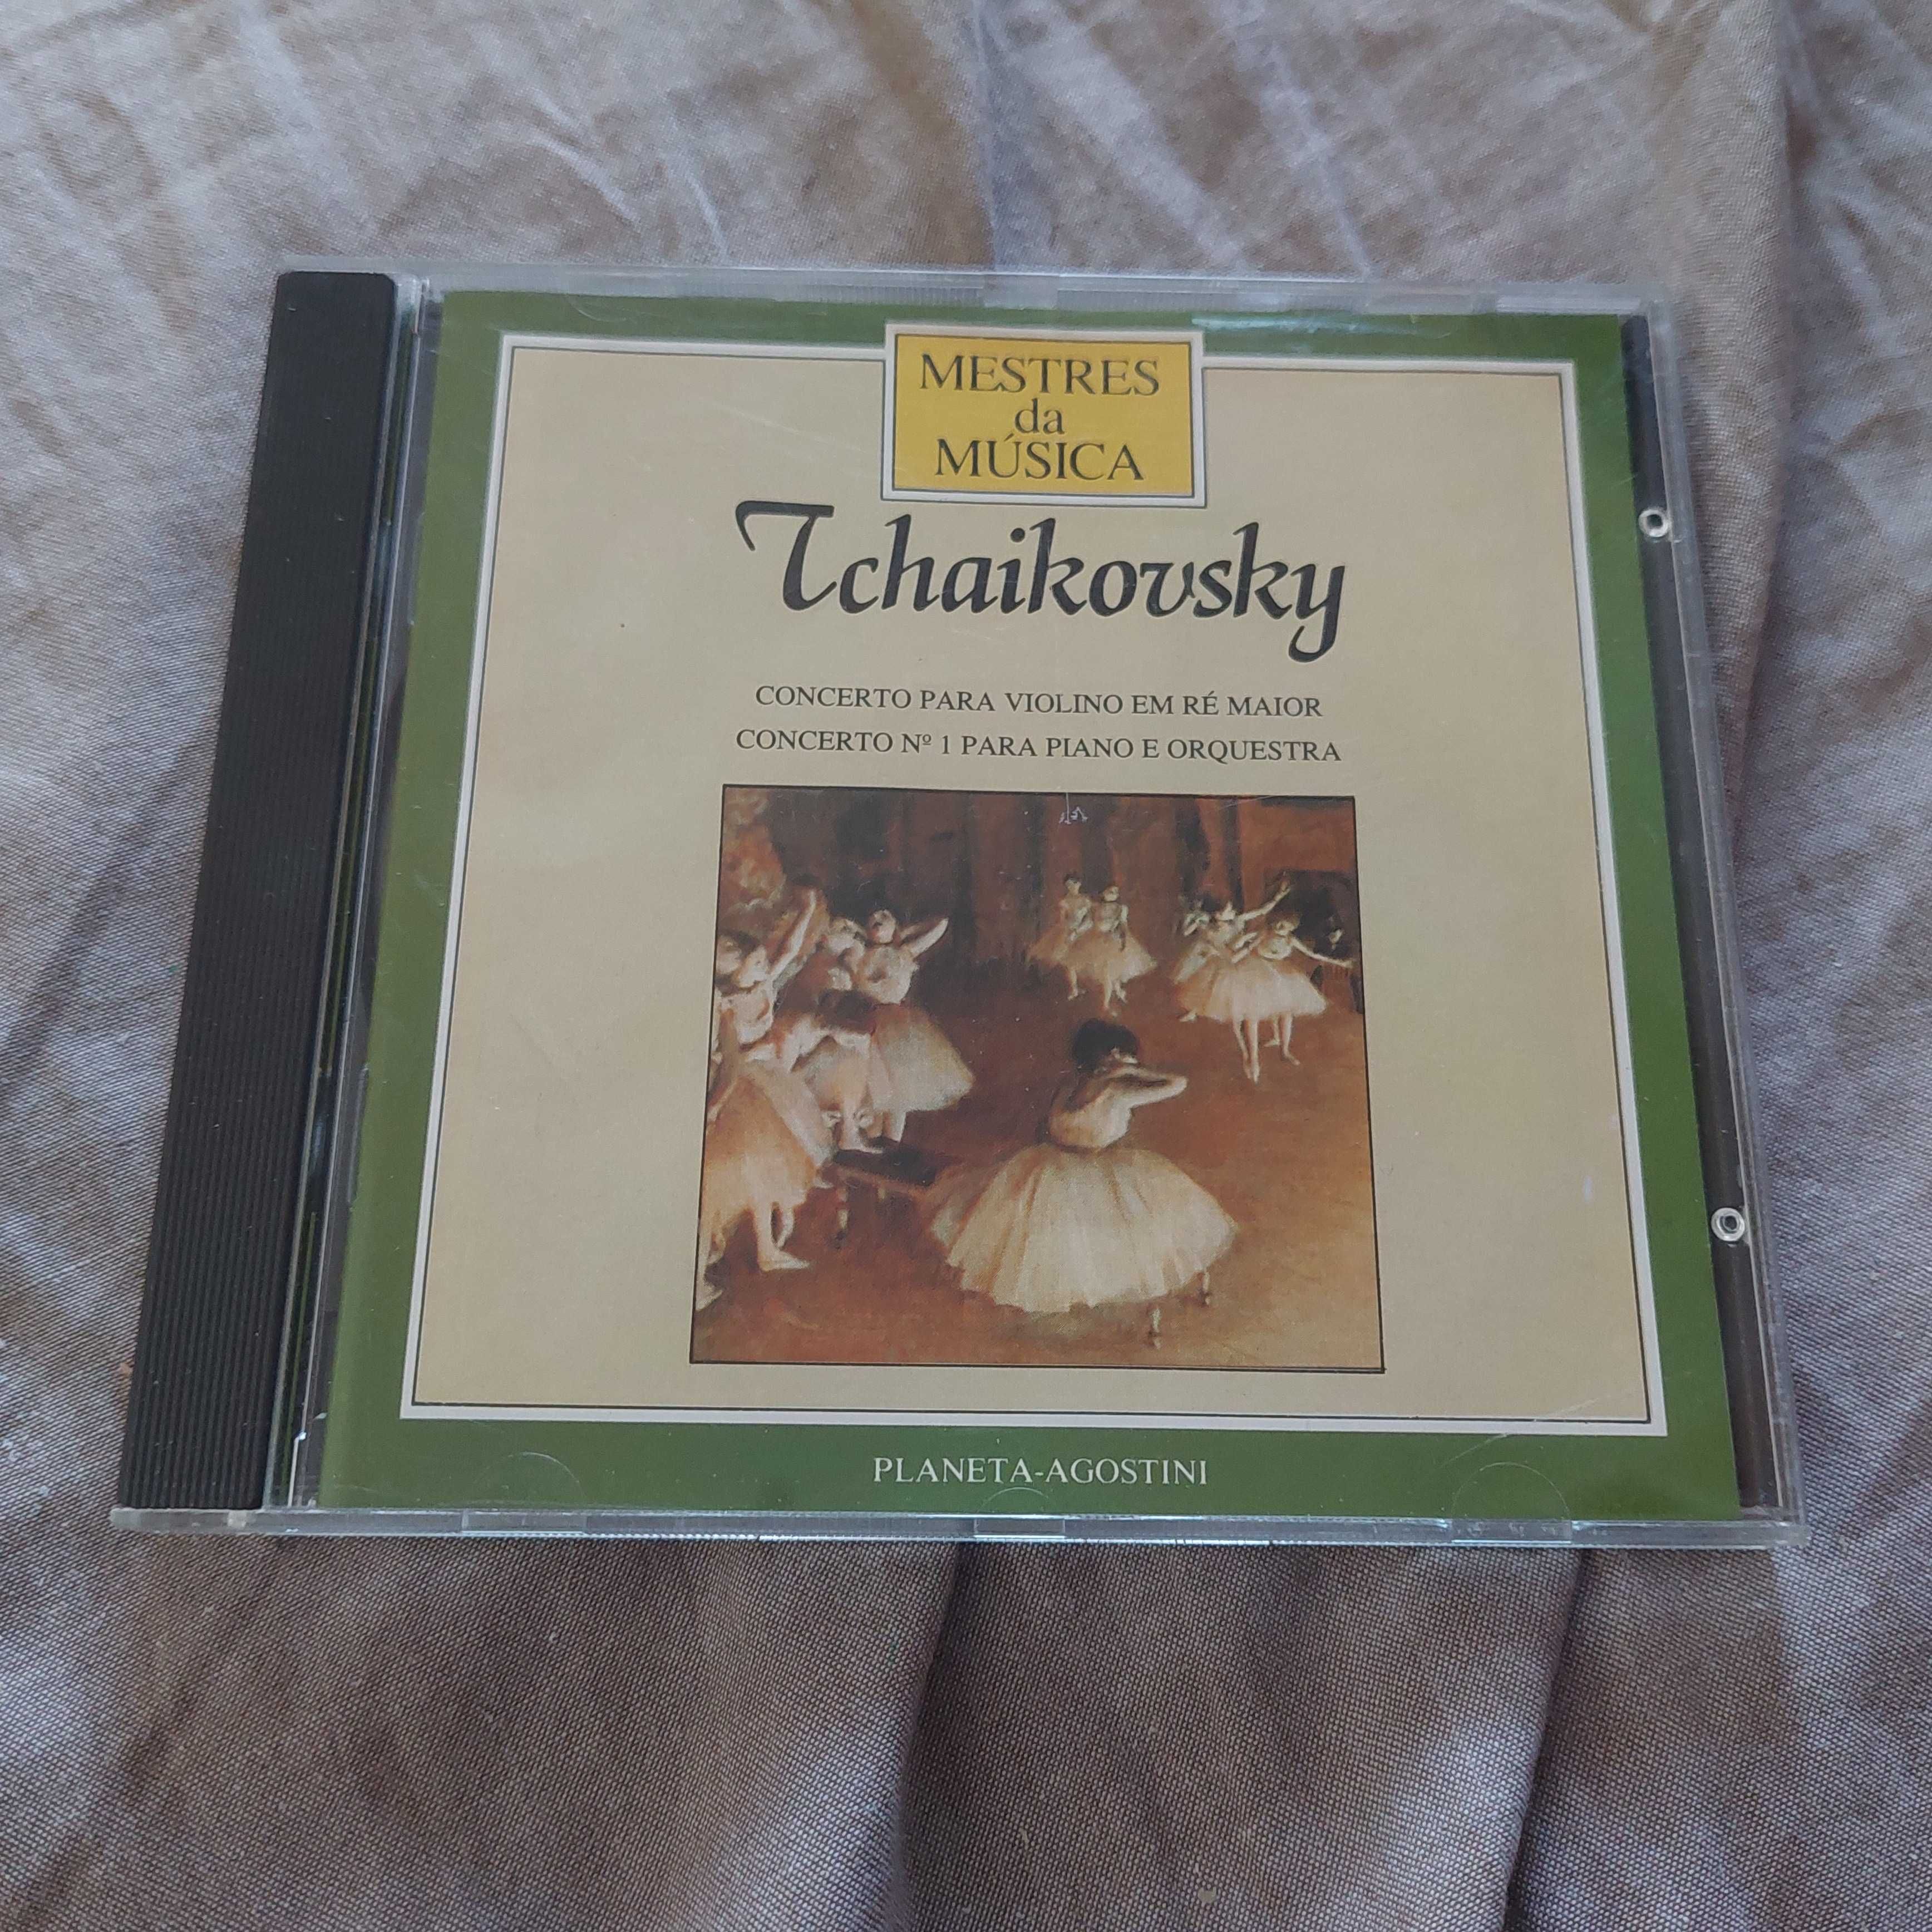 MESTRES
da
MÚSICA
Tchaikovsky
CONCERTO PARA VIOLINO EM RÉ MAIOR
CONCERTO Nº 1 PARA PIANO E ORQUESTRA
PLANETA-AGOSTINI